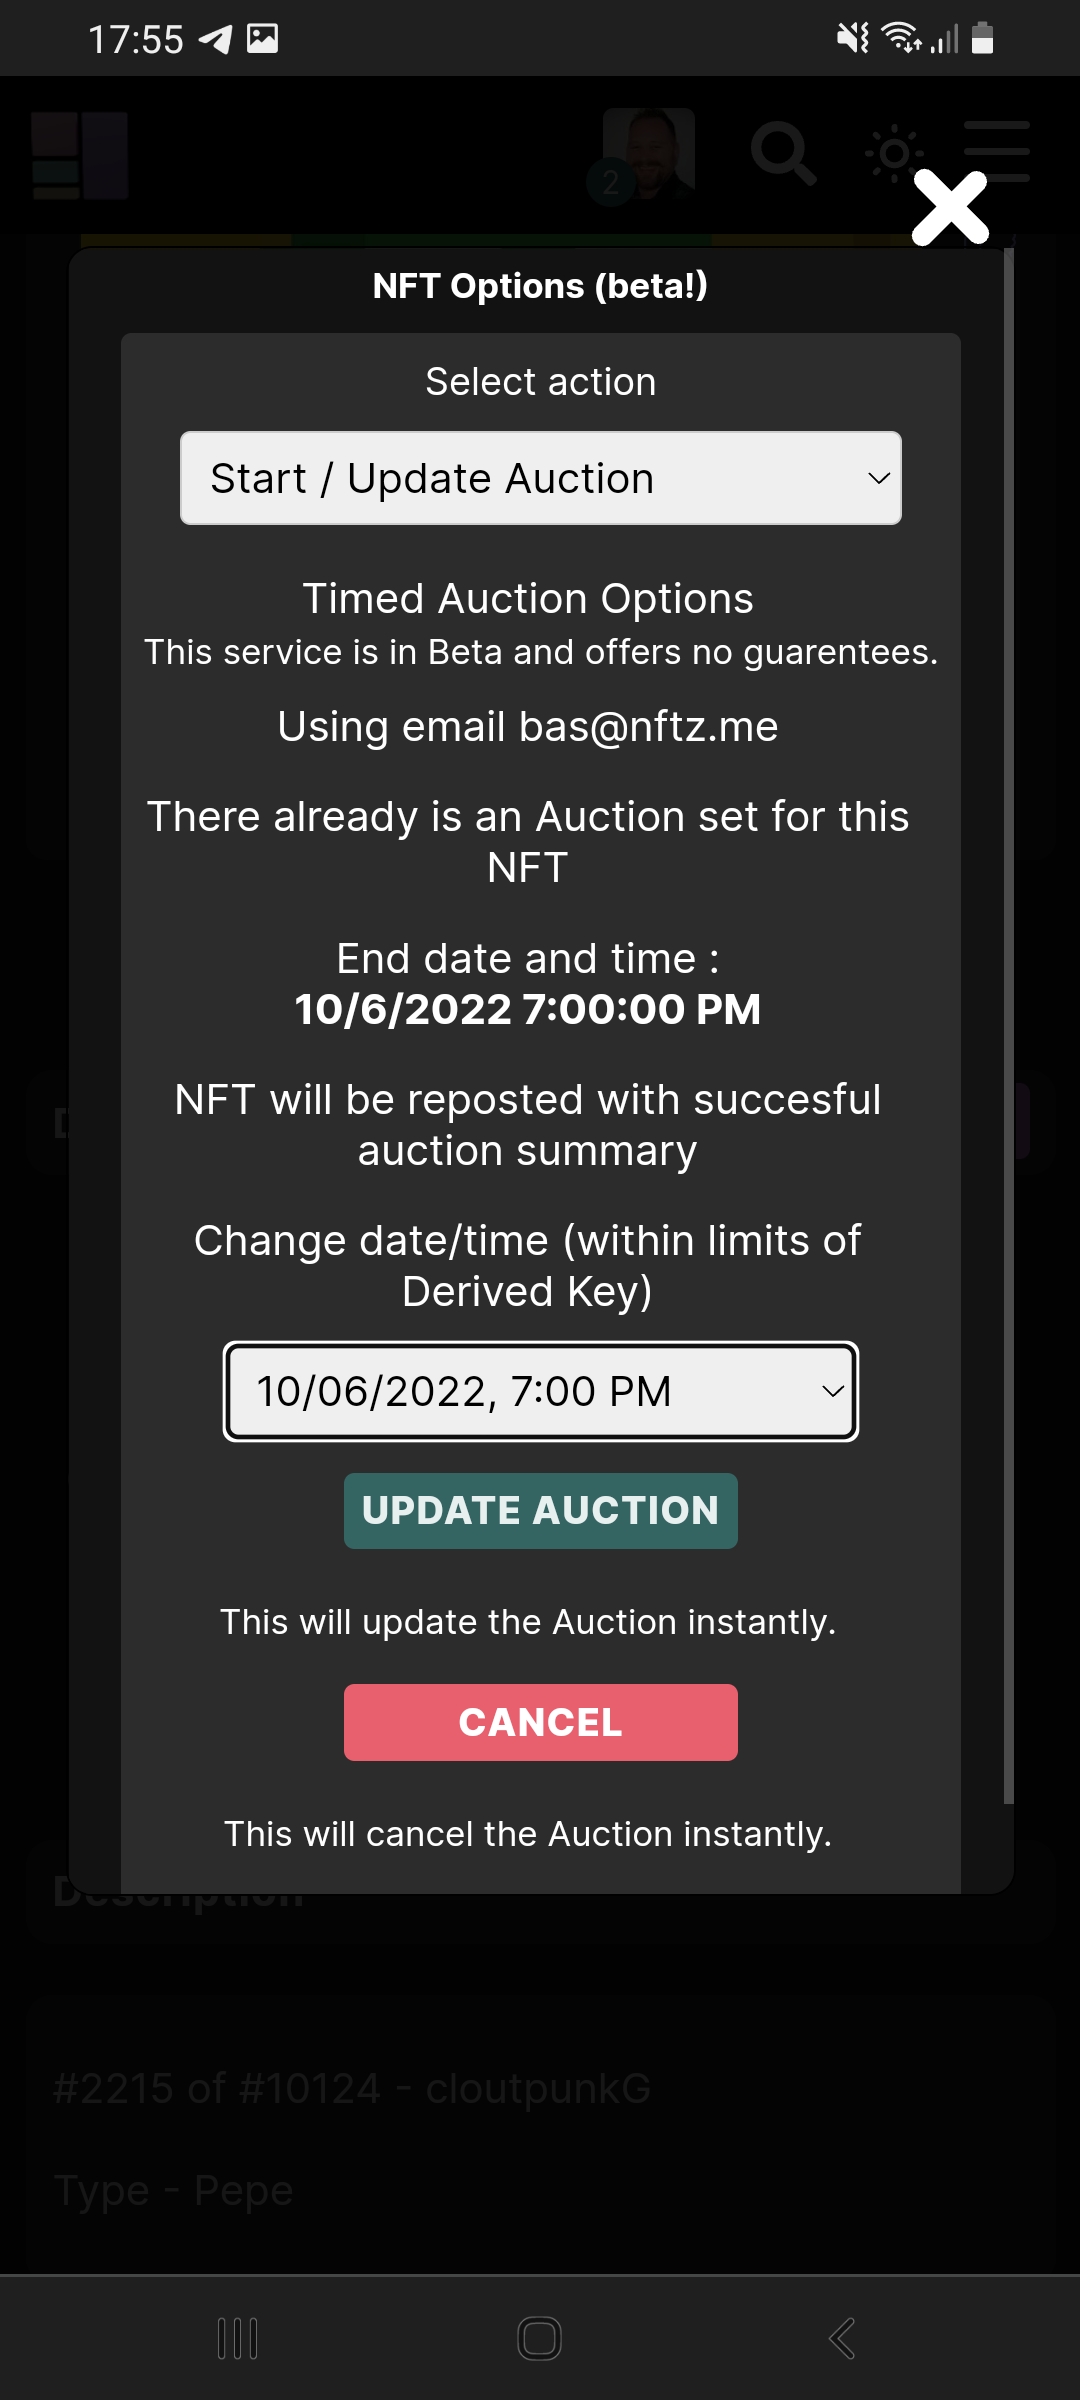 17:55
2
NFT Options (beta!)
Select action
Start / Update Auction
Timed Auction Options
This service is in Beta and offers no guarentees.
Using email bas@nftz.me
There already is an Auction set for this
NFT
End date and time :
10/6/2022 7:00:00 PM
NFT will be reposted with succesful
auction summary
Change date/time (within limits of
Derived Key)
10/06/2022, 7:00 PM
UPDATE AUCTION
This will update the Auction instantly.
CANCEL
This will cancel the Auction instantly.
Description
#2215 of #10124 - cloutpunkG
Type - Pepe